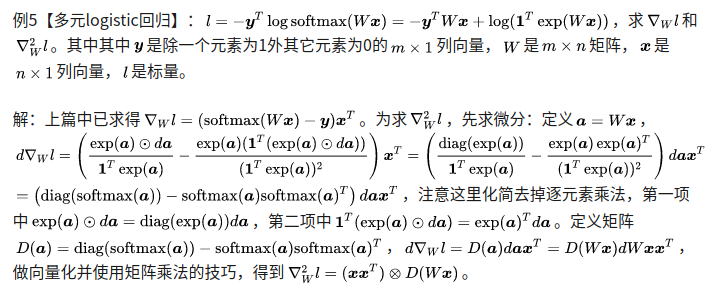 例5【多元logistic回归】：$l = -\boldsymbol{y}^T \log \text{softmax}(W\boldsymbol{x}) = -\boldsymbol{y}^T W\boldsymbol{x} + \log(\boldsymbol{1}^T \exp(W\boldsymbol{x}))$，求$\nabla_W l$和
$\nabla^2_W l$。其中其中$\boldsymbol{y}$是除一个元素为1外其它元素为0的$m \times 1$列向量，$W$是$m \times n$矩阵，$\boldsymbol{x}$是
$n \times 1$列向量，$l$是标量。
解：上篇中已求得$\nabla_W l = (\text{softmax}(W\boldsymbol{x}) - \boldsymbol{y})\boldsymbol{x}^T$。为求$\nabla^2_W l$，先求微分：定义$\boldsymbol{a} = W\boldsymbol{x}$，
$d\nabla_W l = \left( \frac{\exp(\boldsymbol{a}) \odot d\boldsymbol{a}}{\boldsymbol{1}^T \exp(\boldsymbol{a})} - \frac{\exp(\boldsymbol{a})(\boldsymbol{1}^T(\exp(\boldsymbol{a}) \odot d\boldsymbol{a}))}{(\boldsymbol{1}^T \exp(\boldsymbol{a}))^2} \right) \boldsymbol{x}^T = \left( \frac{\text{diag}(\exp(\boldsymbol{a}))}{\boldsymbol{1}^T \exp(\boldsymbol{a})} - \frac{\exp(\boldsymbol{a})\exp(\boldsymbol{a})^T}{(\boldsymbol{1}^T \exp(\boldsymbol{a}))^2} \right) d\boldsymbol{a}\boldsymbol{x}^T$
$= \left( \text{diag}(\text{softmax}(\boldsymbol{a})) - \text{softmax}(\boldsymbol{a})\text{softmax}(\boldsymbol{a})^T \right) d\boldsymbol{a}\boldsymbol{x}^T$，注意这里化简去掉逐元素乘法，第一项
中$\exp(\boldsymbol{a}) \odot d\boldsymbol{a} = \text{diag}(\exp(\boldsymbol{a}))d\boldsymbol{a}$，第二项中$\boldsymbol{1}^T(\exp(\boldsymbol{a}) \odot d\boldsymbol{a}) = \exp(\boldsymbol{a})^T d\boldsymbol{a}$。定义矩阵
$D(\boldsymbol{a}) = \text{diag}(\text{softmax}(\boldsymbol{a})) - \text{softmax}(\boldsymbol{a})\text{softmax}(\boldsymbol{a})^T$，$d\nabla_W l = D(\boldsymbol{a})d\boldsymbol{a}\boldsymbol{x}^T = D(W\boldsymbol{x})dW\boldsymbol{x}\boldsymbol{x}^T$，
做向量化并使用矩阵乘法的技巧，得到$\nabla^2_W l = (\boldsymbol{x}\boldsymbol{x}^T) \otimes D(W\boldsymbol{x})$。